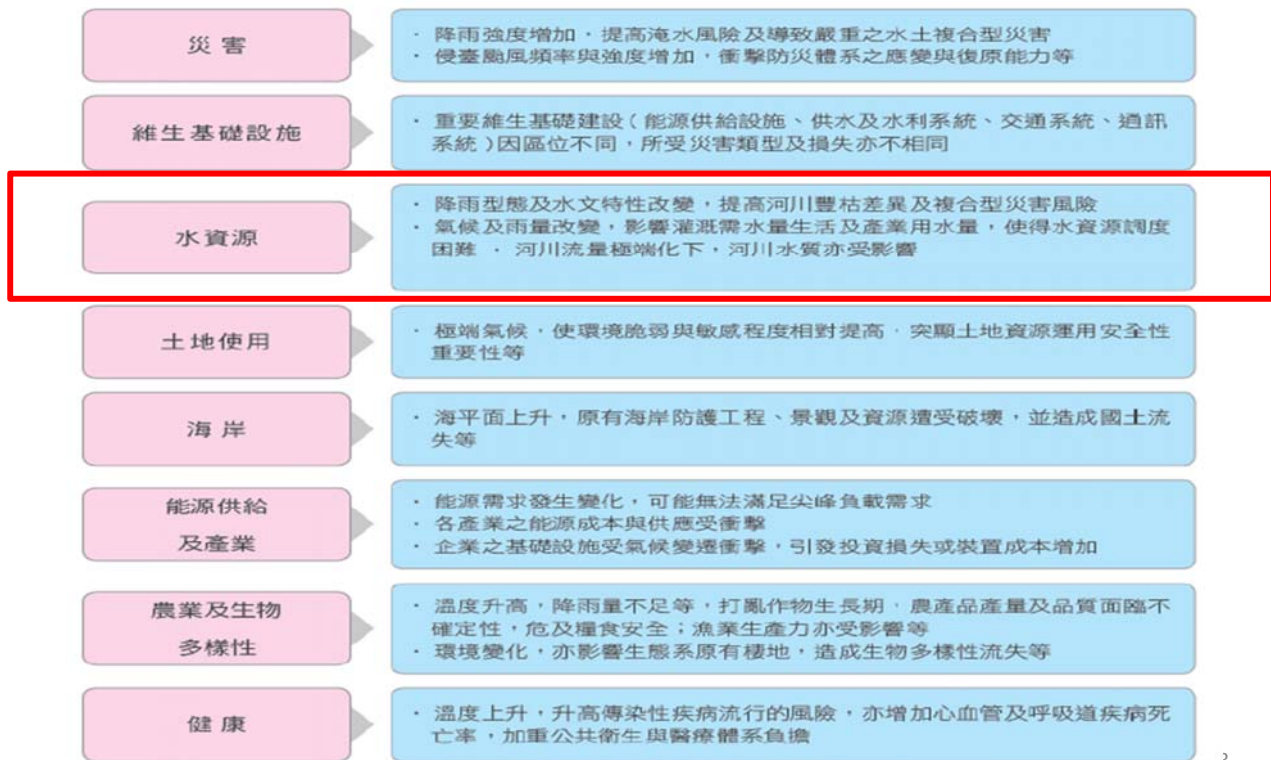 災害
· 降雨強度增加，提高淹水風險及導致嚴重之水土複合型災害
· 侵臺颱風頻率與強度增加，衝擊防災體系之應變與復原能力等
維生基礎設施
· 重要維生基礎建設(能源供給設施、供水及水利系統、交通系統、通訊
系統)因區位不同，所受災害類型及損失亦不相同
水資源
· 降雨型態及水文特性改變，提高河川豐枯差異及複合型災害風險
· 氣候及雨量改變，影響灌溉需水量生活及產業用水量，使得水資源調度
困難 · 河川流量極端化下，河川水質亦受影響
土地使用
· 極端氣候，使環境脆弱與敏感程度相對提高，突顯土地資源運用安全性
重要性等
海岸
· 海平面上升，原有海岸防護工程、景觀及資源遭受破壞，並造成國土流
失等
能源供給
及產業
· 能源需求發生變化，可能無法滿足尖峰負載需求
· 各產業之能源成本與供應受衝擊
· 企業之基礎設施受氣候變遷衝擊，引發投資損失或裝置成本增加
農業及生物
多樣性
· 溫度升高，降雨量不足等，打亂作物生長期，農產品產量及品質面臨不
確定性，危及糧食安全；漁業生產力亦受影響等
· 環境變化，亦影響生態系原有棲地，造成生物多樣性流失等
健康
· 溫度上升，升高傳染性疾病流行的風險，亦增加心血管及呼吸道疾病死
亡率，加重公共衛生與醫療體系負擔